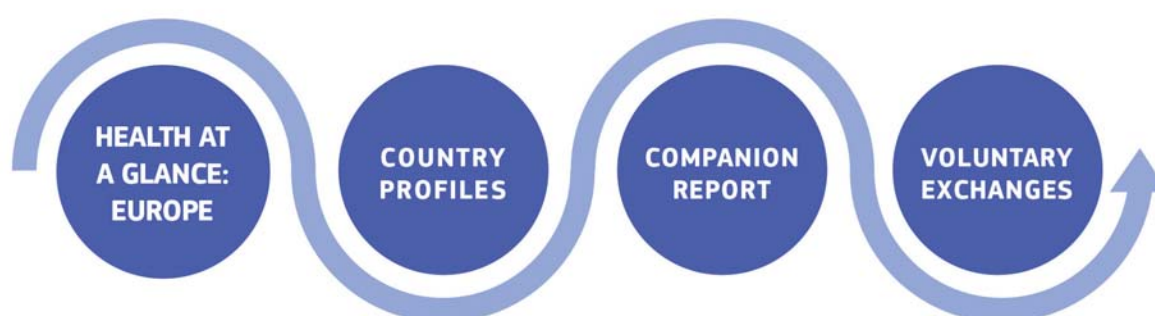 HEALTH AT
A GLANCE:
EUROPE
COUNTRY
PROFILES
COMPANION
REPORT
VOLUNTARY
EXCHANGES